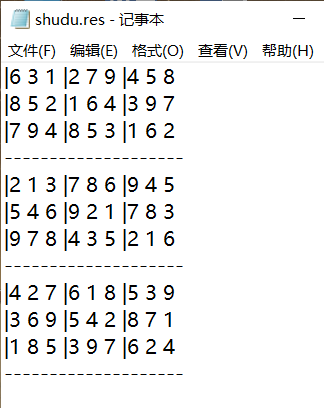 shudu.res - 记事本
文件(F) 编辑(E) 格式(O) 查看(V) 帮助(H)
|6 3 1|2 7 9|4 5 8
|8 5 2|1 6 4|3 9 7
|7 9 4|8 5 3|1 6 2
-------------------
|2 1 3|7 8 6|9 4 5
|5 4 6|9 2 1|7 8 3
|9 7 8|4 3 5|2 1 6
-------------------
|4 2 7|6 1 8|5 3 9
|3 6 9|5 4 2|8 7 1
|1 8 5|3 9 7|6 2 4
-------------------